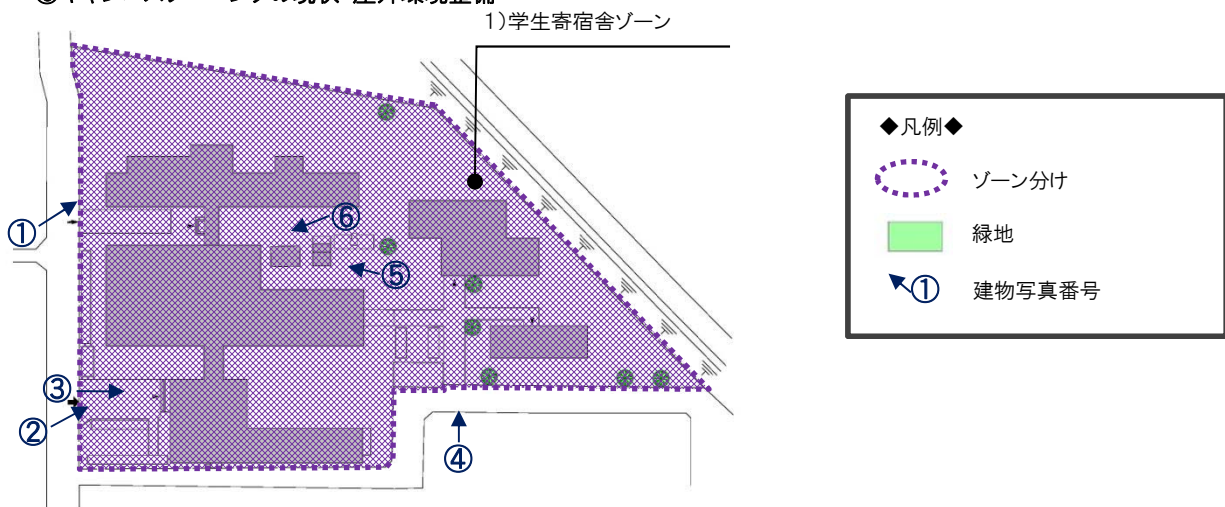 1)学生寄宿舎ゾーン
①
⑥
⑤
③
②
④
◆凡例◆
ゾーン分け
緑地
①
建物写真番号